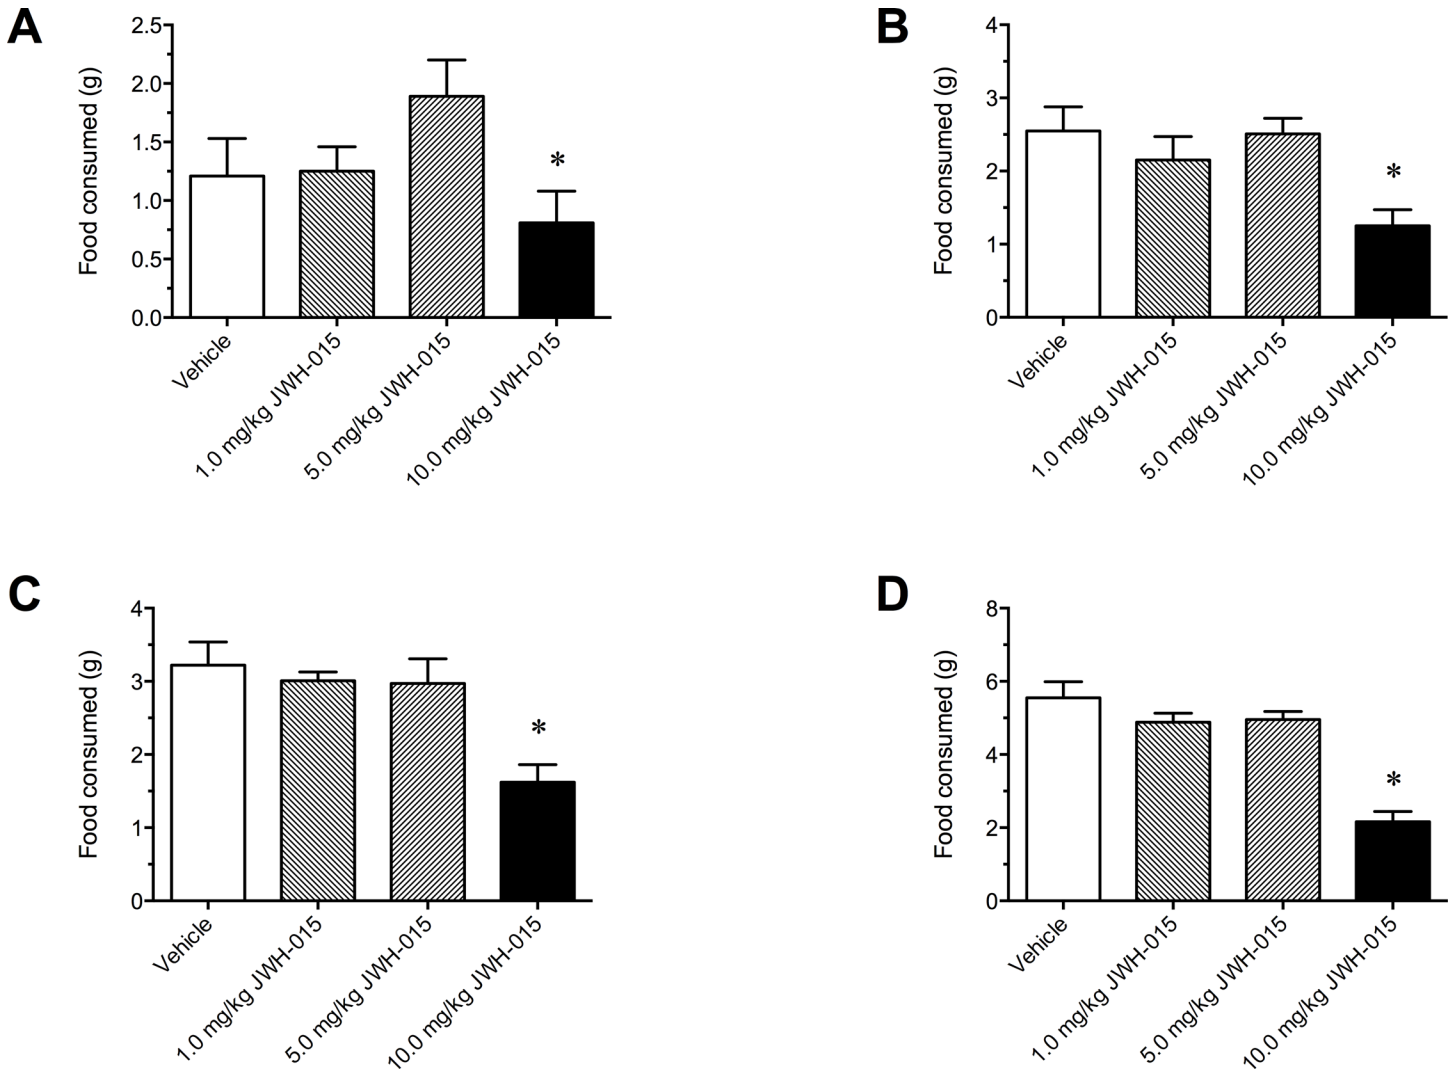 A
Food consumed (g)
2.5
2.0
1.5
1.0
0.5
0.0
*
Vehicle
1.0 mg/kg JWH-015
5.0 mg/kg JWH-015
10.0 mg/kg JWH-015
B
Food consumed (g)
4
3
2
1
0
*
Vehicle
1.0 mg/kg JWH-015
5.0 mg/kg JWH-015
10.0 mg/kg JWH-015
C
Food consumed (g)
4
3
2
1
0
*
Vehicle
1.0 mg/kg JWH-015
5.0 mg/kg JWH-015
10.0 mg/kg JWH-015
D
Food consumed (g)
8
6
4
2
0
*
Vehicle
1.0 mg/kg JWH-015
5.0 mg/kg JWH-015
10.0 mg/kg JWH-015